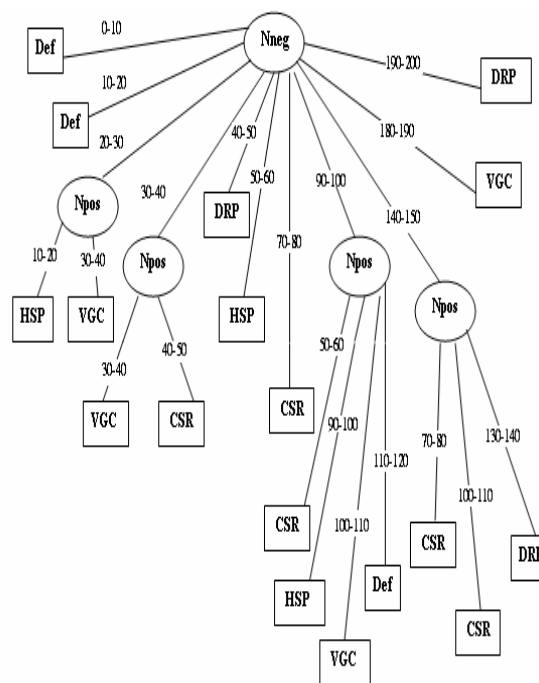 0-10
Nneg
Def
190-200
DRP
10-20
Def
180-190
20-30
40-50
50-60
VGC
Npos
30-40
DRP
90-100
140-150
70-80
10-20
30-40
Npos
Npos
Npos
HSP
VGC
HSP
50-60
30-40
40-50
CSR
90-100
70-80
130-140
VGC
CSR
110-120
100-110
100-110
CSR
CSR
DRP
HSP
Def
CSR
VGC